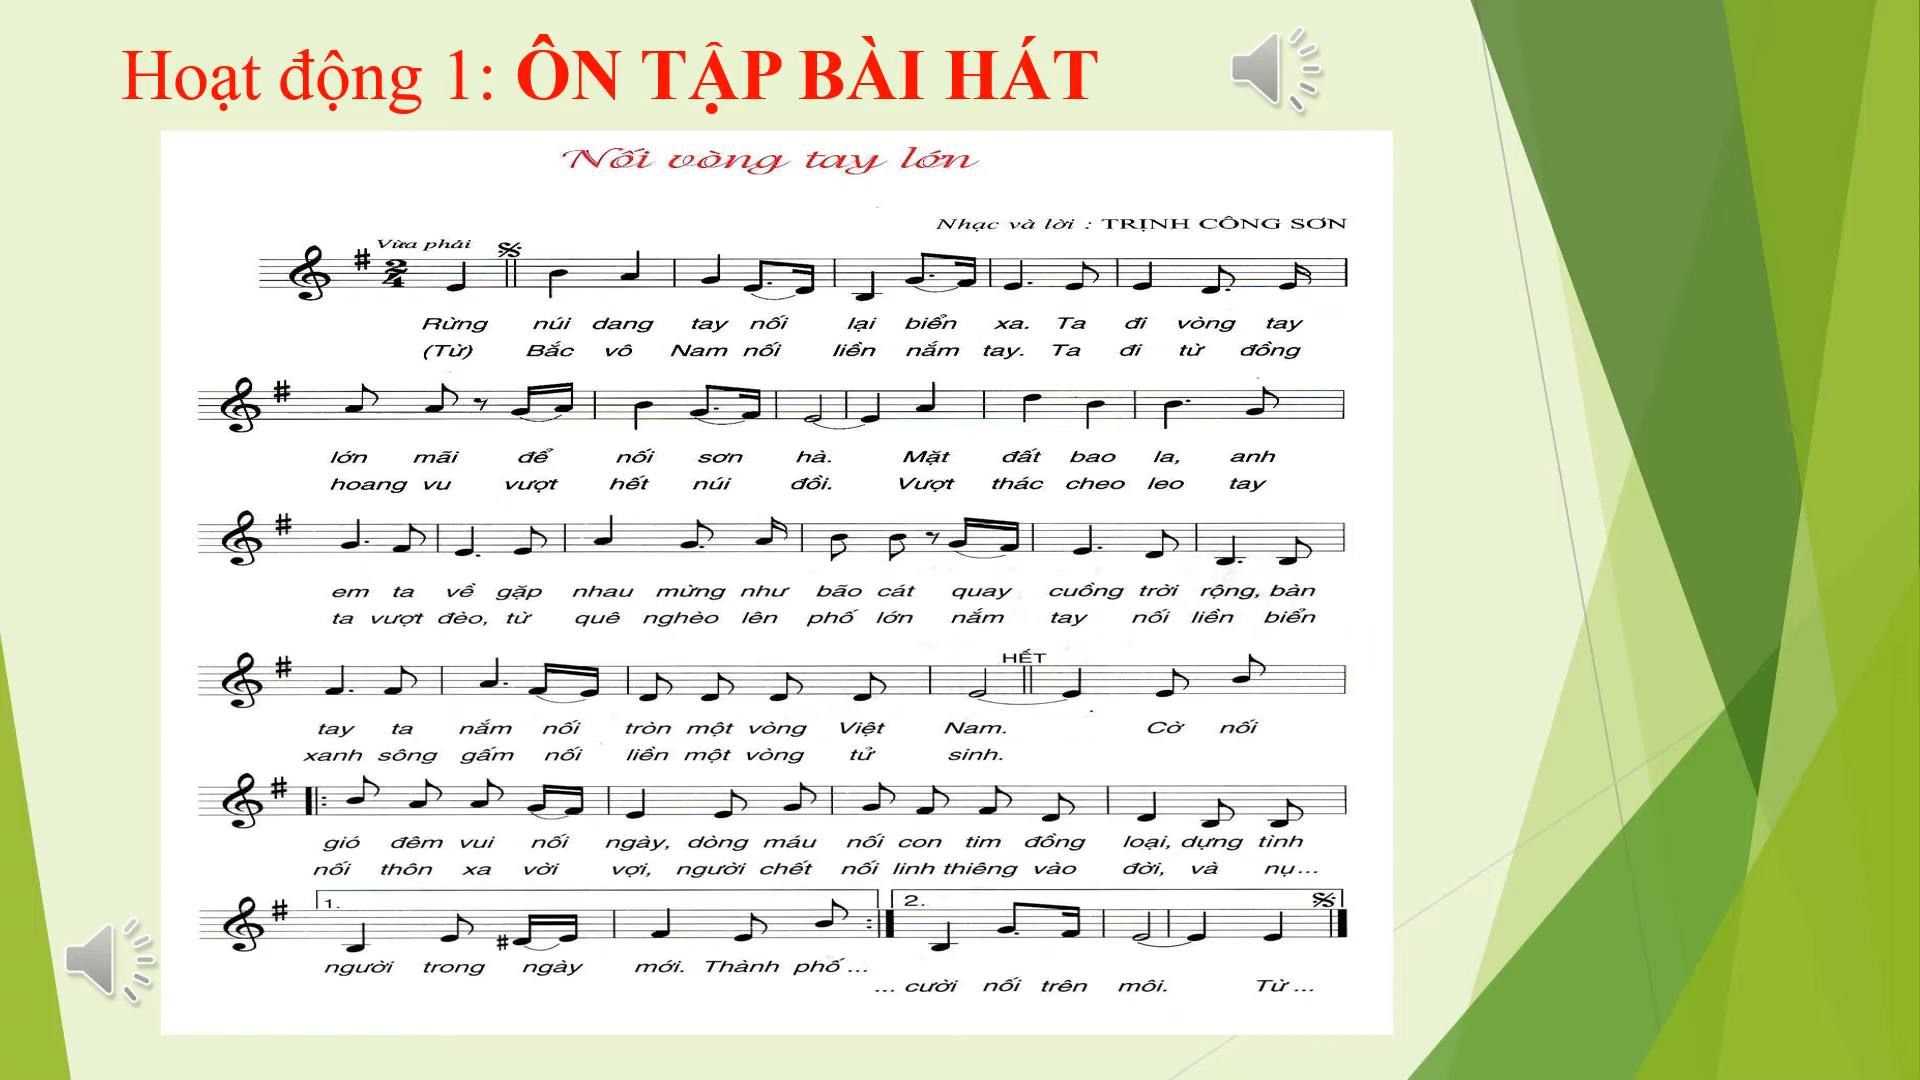 Hoạt động 1: ÔN TẬP BÀI HÁT
Nối vòng tay lớn
Nhạc và lời : TRỊNH CÔNG SƠN
Vừa phải
2
4
Rừng núi dang tay nối lại biển xa. Ta đi vòng tay
(Từ) Bắc vô Nam nối liền nắm tay. Ta đi từ đồng
lớn mãi để nối sơn hà. Mặt đất bao la, anh
hoang vu vượt hết núi đồi. Vượt thác cheo leo tay
em ta về gặp nhau mừng như bão cát quay cuồng trời rộng, bàn
ta vượt đèo, từ quê nghèo lên phố lớn nắm tay nối liền biển
HẾT
tay ta nắm nối tròn một vòng Việt Nam. Cờ nối
xanh sông gấm nối liền một vòng tử sinh.
gió đêm vui nối ngày, dòng máu nối con tim đồng loại, dựng tình
nối thôn xa vời vợi, người chết nối linh thiêng vào đời, và nụ...
1. 2.
người trong ngày mới. Thành phố ...
... cười nối trên môi. Từ ...